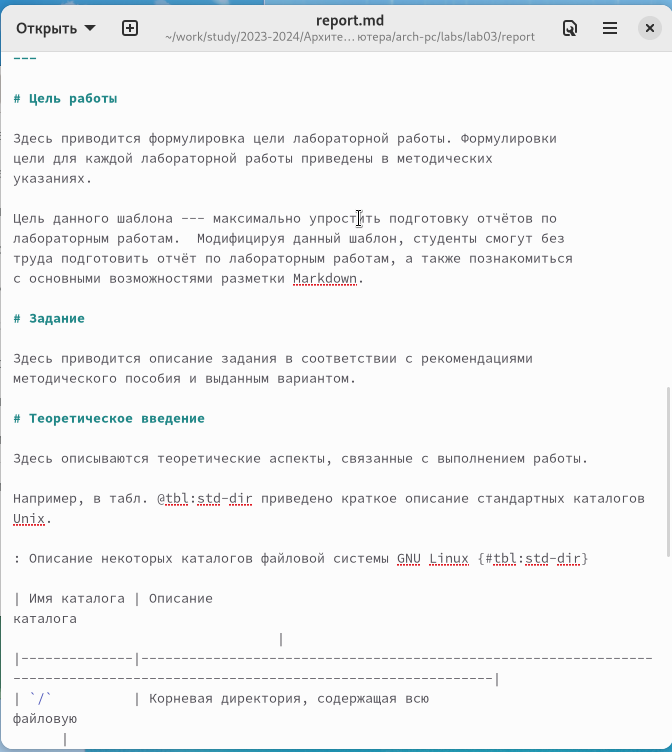 Открыть
report.md
~/work/study/2023-2024/Архите… ютера/arch-pc/labs/lab03/report
---
# Цель работы
Здесь приводится формулировка цели лабораторной работы. Формулировки
цели для каждой лабораторной работы приведены в методических
указаниях.
Цель данного шаблона --- максимально упростить подготовку отчётов по
лабораторным работам.  Модифицируя данный шаблон, студенты смогут без
труда подготовить отчёт по лабораторным работам, а также познакомиться
с основными возможностями разметки Markdown.
# Задание
Здесь приводится описание задания в соответствии с рекомендациями
методического пособия и выданным вариантом.
# Теоретическое введение
Здесь описываются теоретические аспекты, связанные с выполнением работы.
Например, в табл. @tbl:std-dir приведено краткое описание стандартных каталогов
Unix.
: Описание некоторых каталогов файловой системы GNU Linux {#tbl:std-dir}
| Имя каталога | Описание
каталога
|
|--------------|----------------------------------------------------------------
------------------------------------------------------------|
| `/`          | Корневая директория, содержащая всю
файловую
|